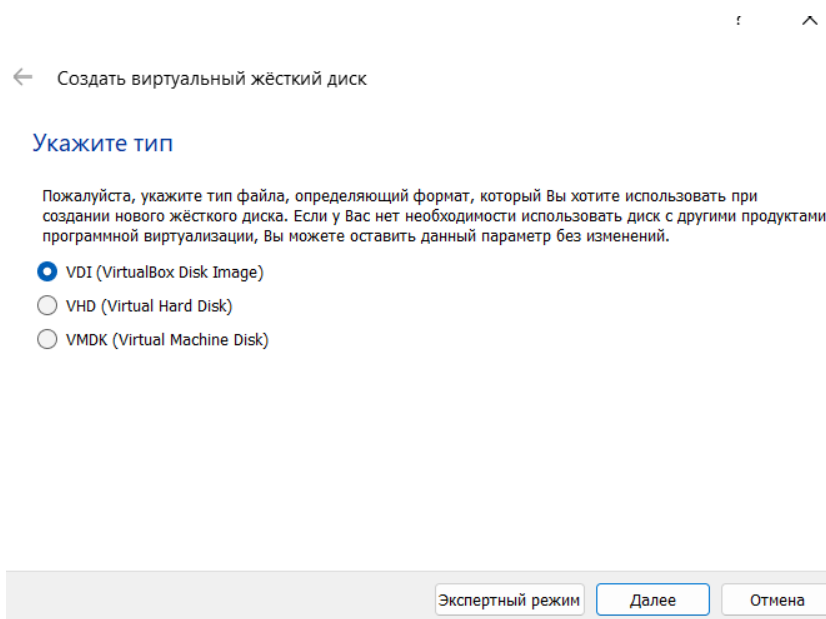 Создать виртуальный жёсткий диск
Укажите тип
Пожалуйста, укажите тип файла, определяющий формат, который Вы хотите использовать при
создании нового жёсткого диска. Если у Вас нет необходимости использовать диск с другими продуктами
программной виртуализации, Вы можете оставить данный параметр без изменений.
VDI (VirtualBox Disk Image)
VHD (Virtual Hard Disk)
VMDK (Virtual Machine Disk)
Экспертный режим Далее Отмена